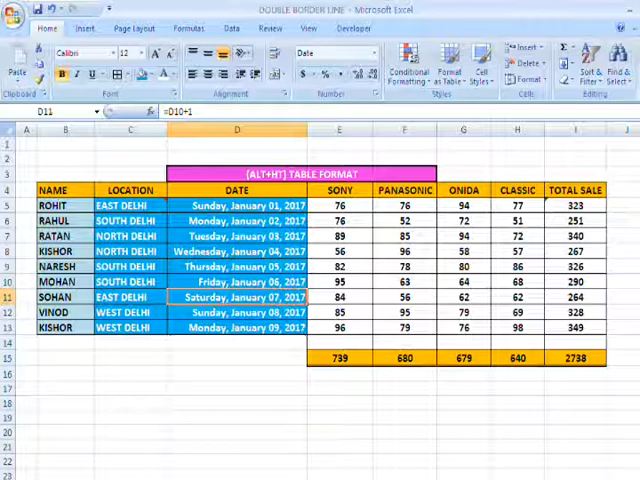 DOUBLE BORDER LINE - Microsoft Excel
Home Insert Page Layout Formulas Data Review View Developer
Calibri 12 Date Insert
Paste Conditional Formatting Format as Table Cell Styles Delete Format Sort & Filter Find & Select
Clipboard Font Alignment Number Styles Cells Editing
D11 fx =D10+1
A B C D E F G H I J
1
2
3 (ALT+HT) TABLE FORMAT
4 NAME LOCATION DATE SONY PANASONIC ONIDA CLASSIC TOTAL SALE
5 ROHIT EAST DELHI Sunday, January 01, 2017 76 76 94 77 323
6 RAHUL SOUTH DELHI Monday, January 02, 2017 76 52 72 51 251
7 RATAN NORTH DELHI Tuesday, January 03, 2017 89 85 94 72 340
8 KISHOR NORTH DELHI Wednesday, January 04, 2017 56 96 58 57 267
9 NARESH SOUTH DELHI Thursday, January 05, 2017 82 78 80 86 326
10 MOHAN SOUTH DELHI Friday, January 06, 2017 95 63 64 68 290
11 SOHAN EAST DELHI Saturday, January 07, 2017 84 56 62 62 264
12 VINOD WEST DELHI Sunday, January 08, 2017 85 95 79 69 328
13 KISHOR WEST DELHI Monday, January 09, 2017 96 79 76 98 349
14
15 739 680 679 640 2738
16
17
18
19
20
21
22
23